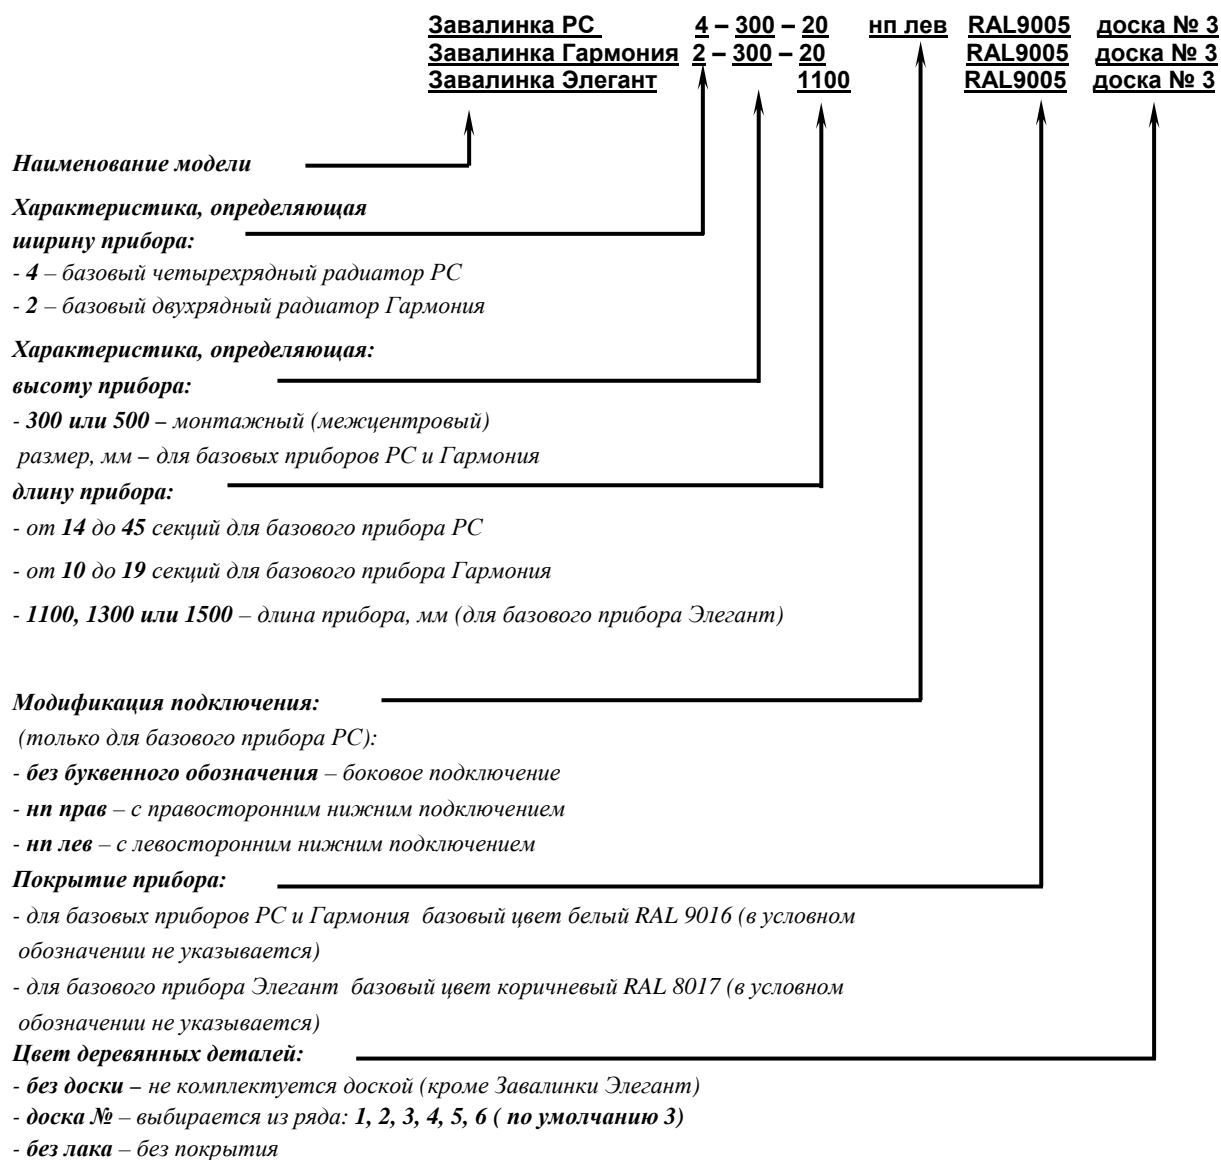 Завалинка РС 4 – 300 – 20 нп лев RAL9005 доска № 3
Завалинка Гармония 2 – 300 – 20 RAL9005 доска № 3
Завалинка Элегант 1100 RAL9005 доска № 3
Наименование модели
Характеристика, определяющая
ширину прибора:
- 4 – базовый четырехрядный радиатор РС
- 2 – базовый двухрядный радиатор Гармония
Характеристика, определяющая:
высоту прибора:
- 300 или 500 – монтажный (межцентровый)
размер, мм – для базовых приборов РС и Гармония
длину прибора:
- от 14 до 45 секций для базового прибора РС
- от 10 до 19 секций для базового прибора Гармония
- 1100, 1300 или 1500 – длина прибора, мм (для базового прибора Элегант)
Модификация подключения:
(только для базового прибора РС):
- без буквенного обозначения – боковое подключение
- нп прав – с правосторонним нижним подключением
- нп лев – с левосторонним нижним подключением
Покрытие прибора:
- для базовых приборов РС и Гармония базовый цвет белый RAL 9016 (в условном
обозначении не указывается)
- для базового прибора Элегант базовый цвет коричневый RAL 8017 (в условном
обозначении не указывается)
Цвет деревянных деталей:
- без доски – не комплектуется доской (кроме Завалинки Элегант)
- доска № – выбирается из ряда: 1, 2, 3, 4, 5, 6 ( по умолчанию 3)
- без лака – без покрытия